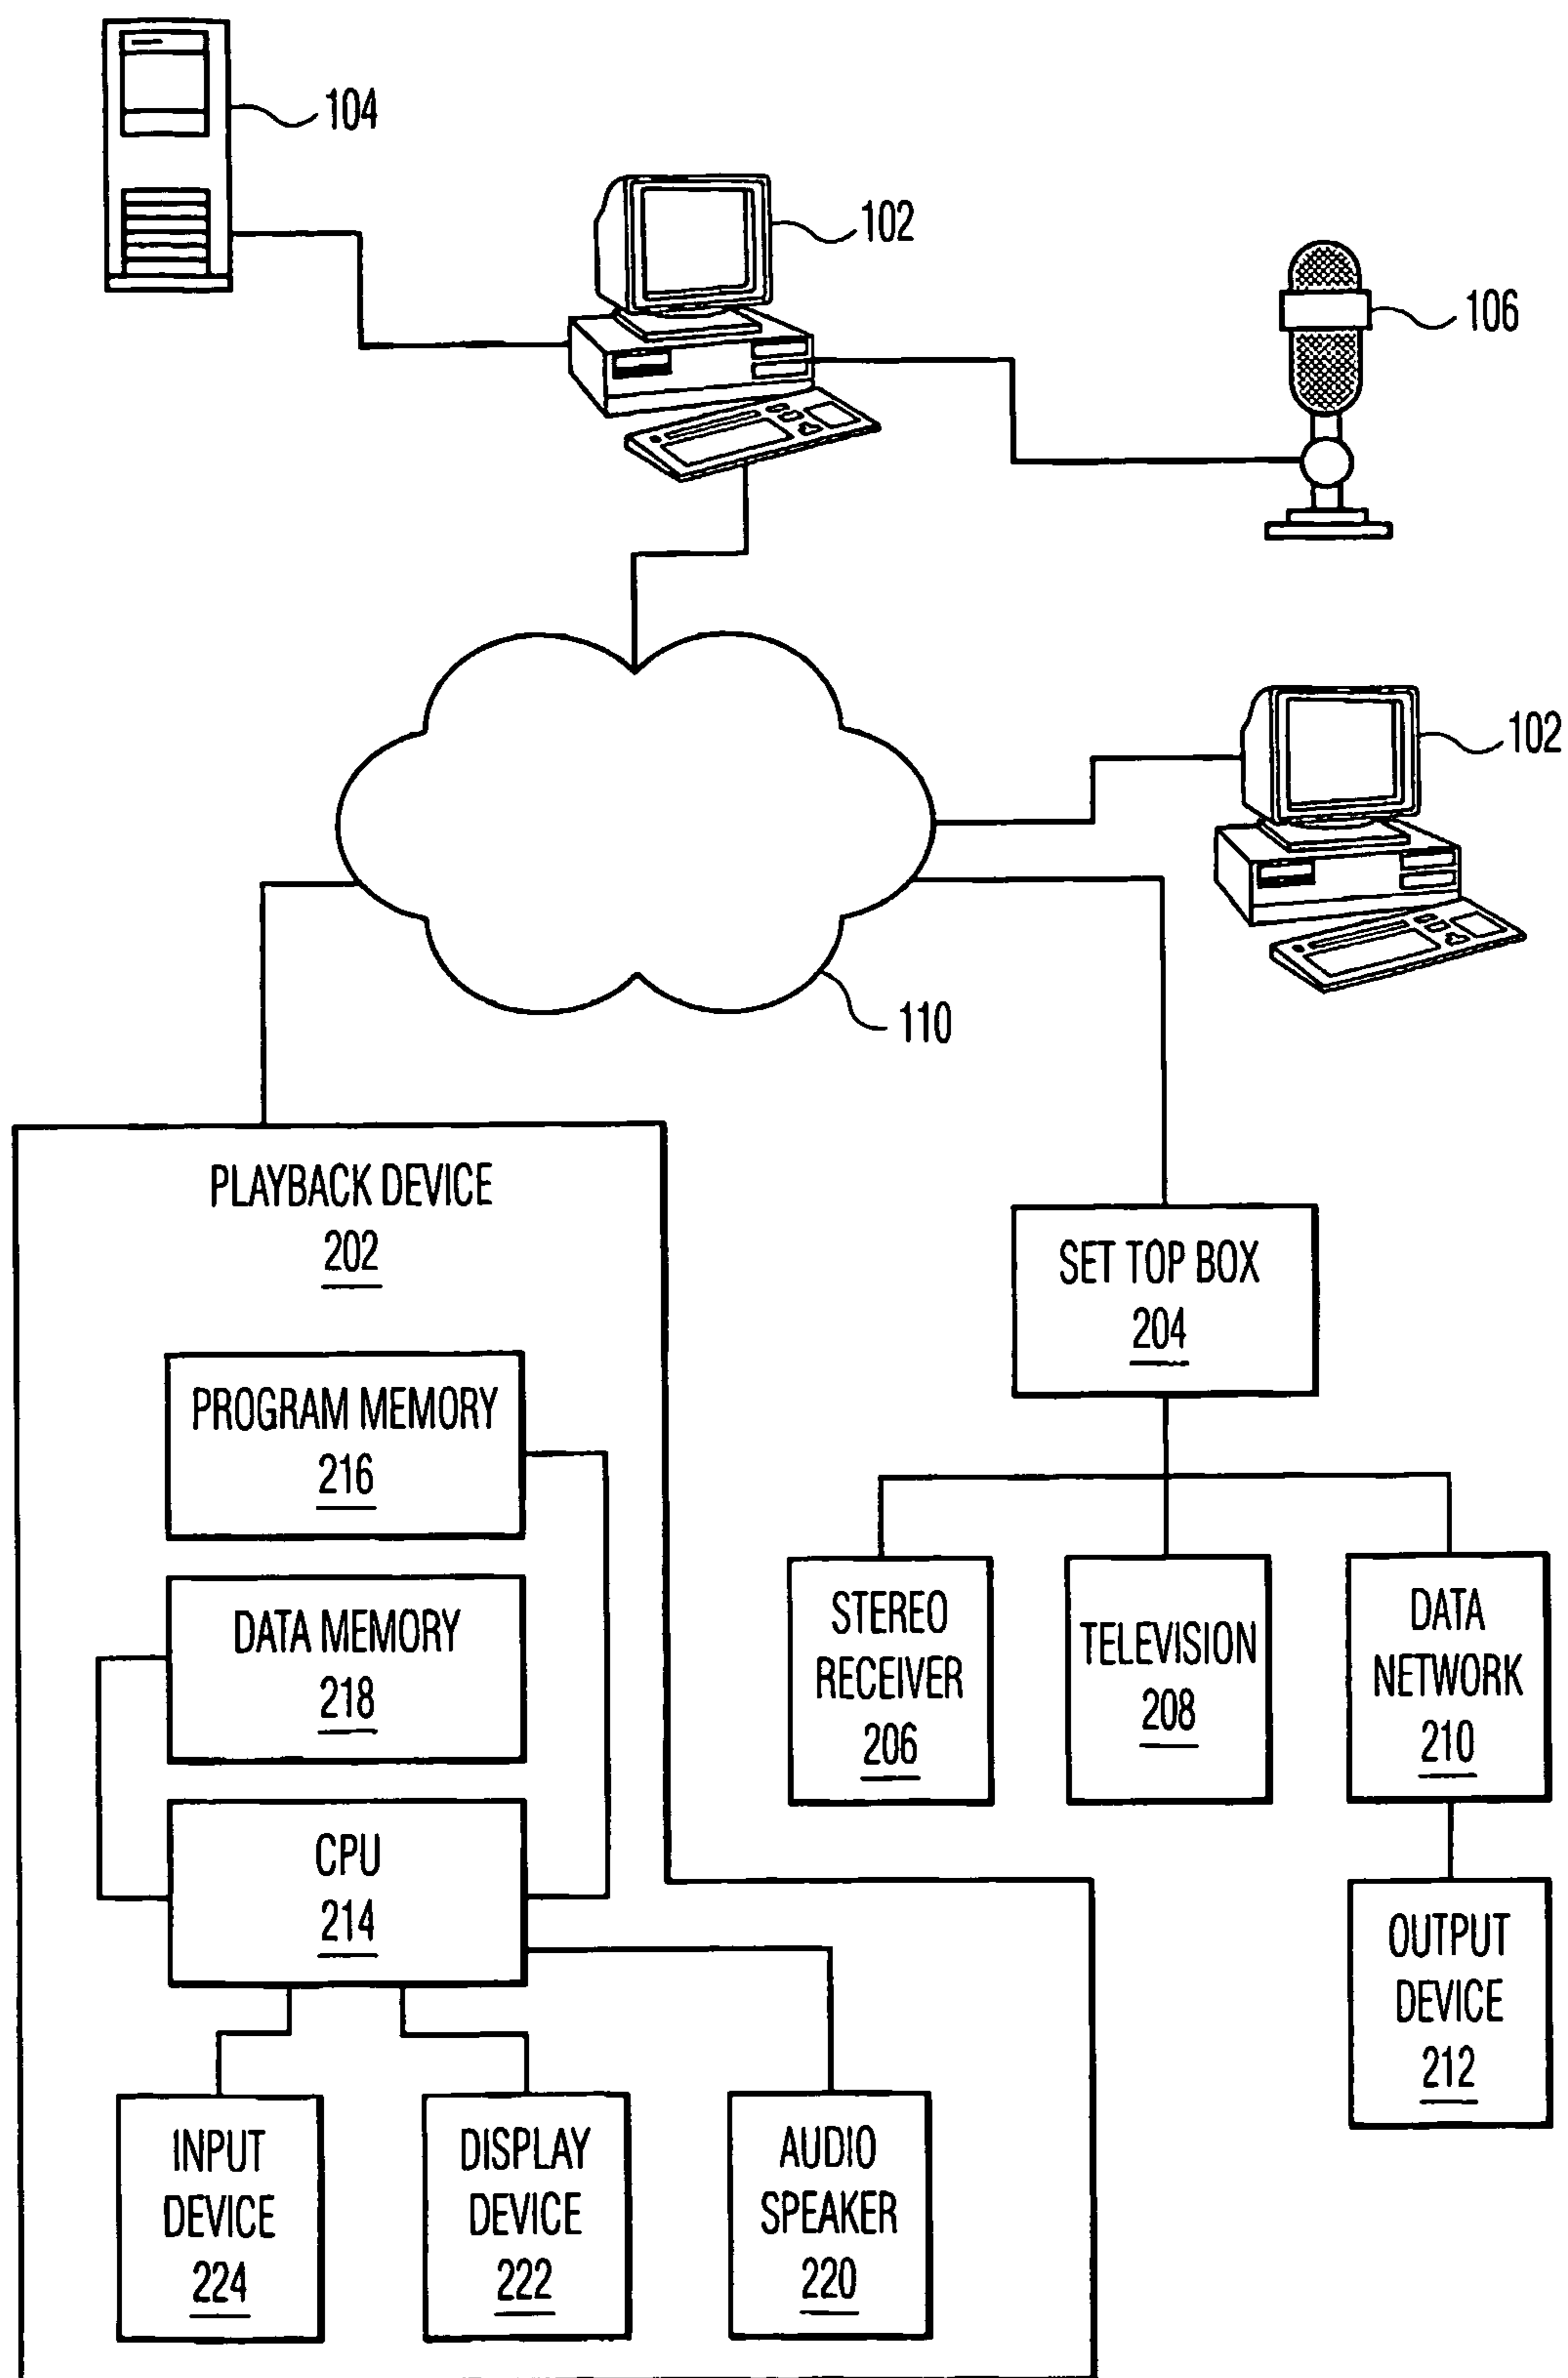 104
102
106
102
110
PLAYBACK DEVICE
202
SET TOP BOX
204
PROGRAM MEMORY
216
DATA MEMORY
218
CPU
214
STEREO
RECEIVER
206
TELEVISION
208
DATA
NETWORK
210
OUTPUT
DEVICE
212
INPUT
DEVICE
224
DISPLAY
DEVICE
222
AUDIO
SPEAKER
220